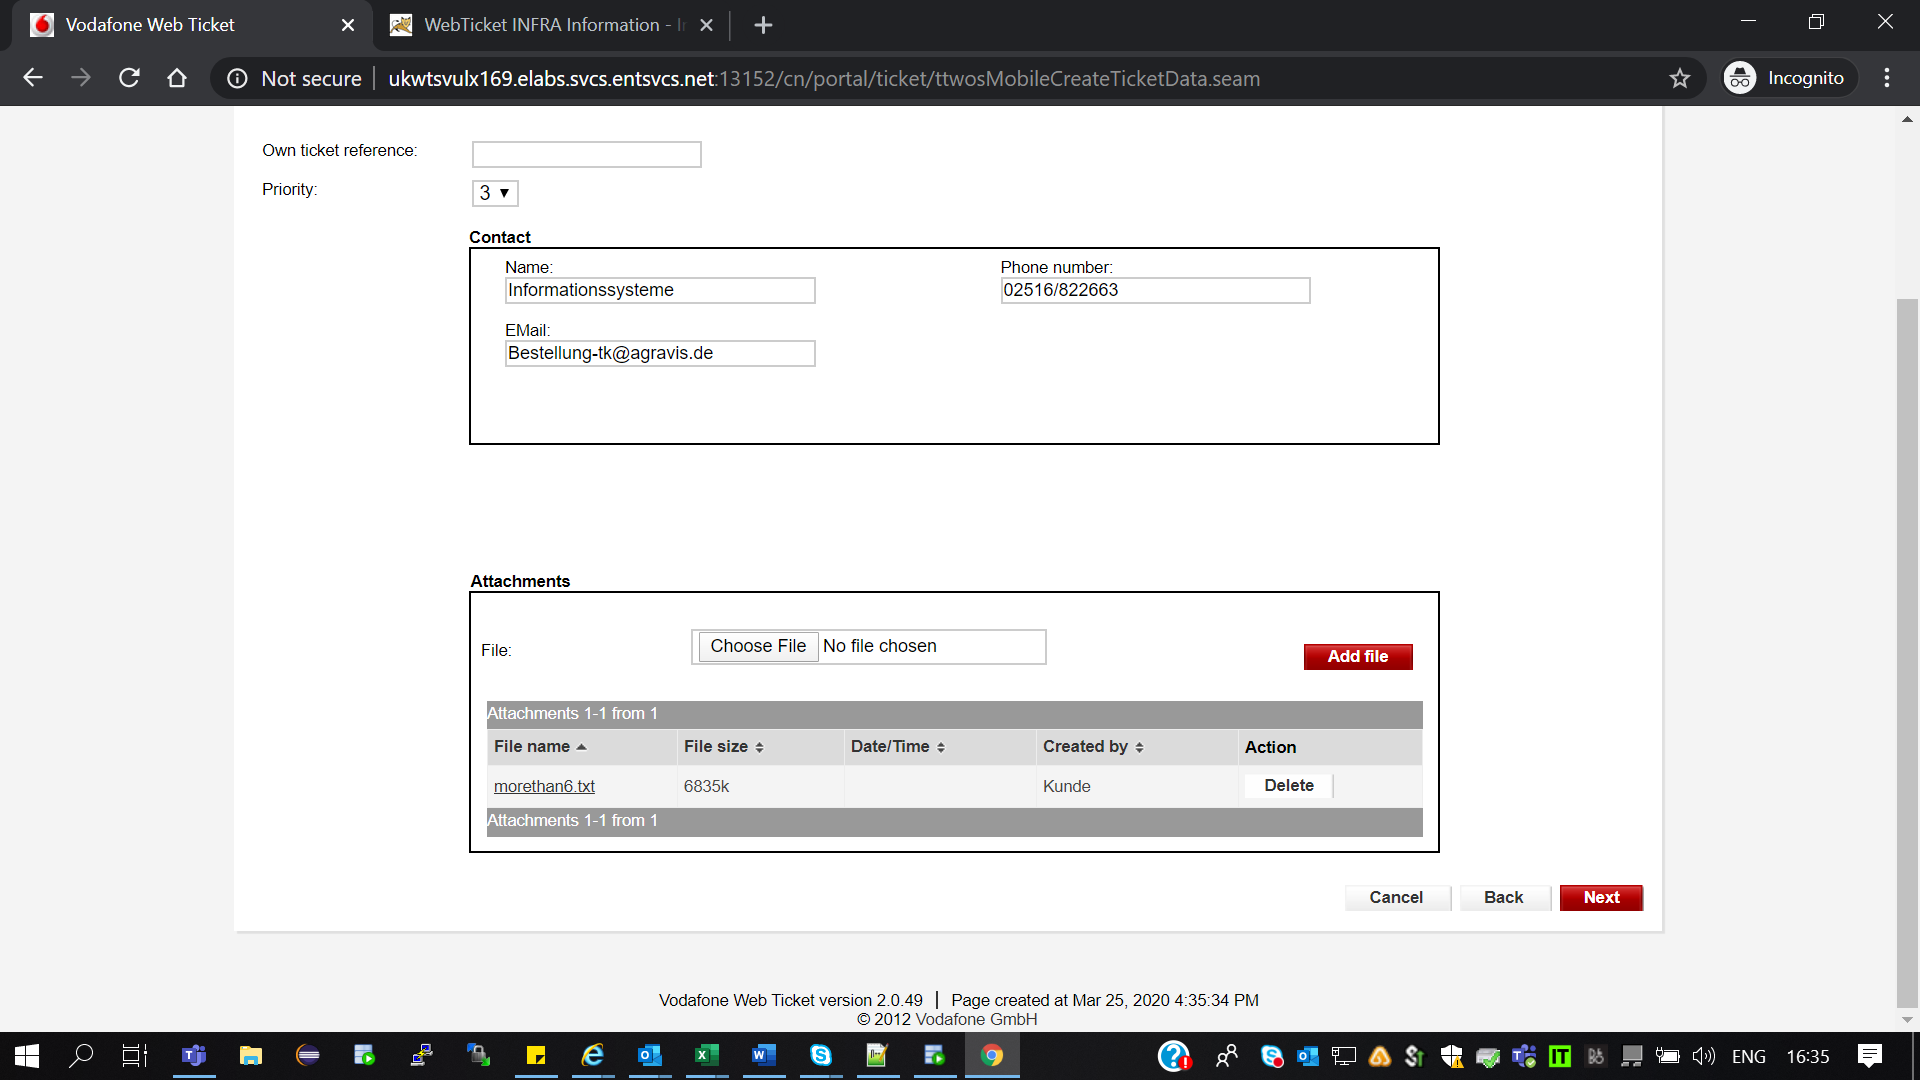 Vodafone Web Ticket
WebTicket INFRA Information - I
Not secure ukwtsvulx169.elabs.svcs.entsvcs.net:13152/cn/portal/ticket/ttwosMobileCreateTicketData.seam
Incognito
Own ticket reference:
Priority:
3
Contact
Name:
Phone number:
Informationssysteme
02516/822663
EMail:
Bestellung-tk@agravis.de
Attachments
File:
Choose File No file chosen
Add file
Attachments 1-1 from 1
File name File size Date/Time Created by Action
morethan6.txt 6835k Kunde Delete
Attachments 1-1 from 1
Cancel Back Next
Vodafone Web Ticket version 2.0.49 | Page created at Mar 25, 2020 4:35:34 PM
© 2012 Vodafone GmbH
ENG 16:35